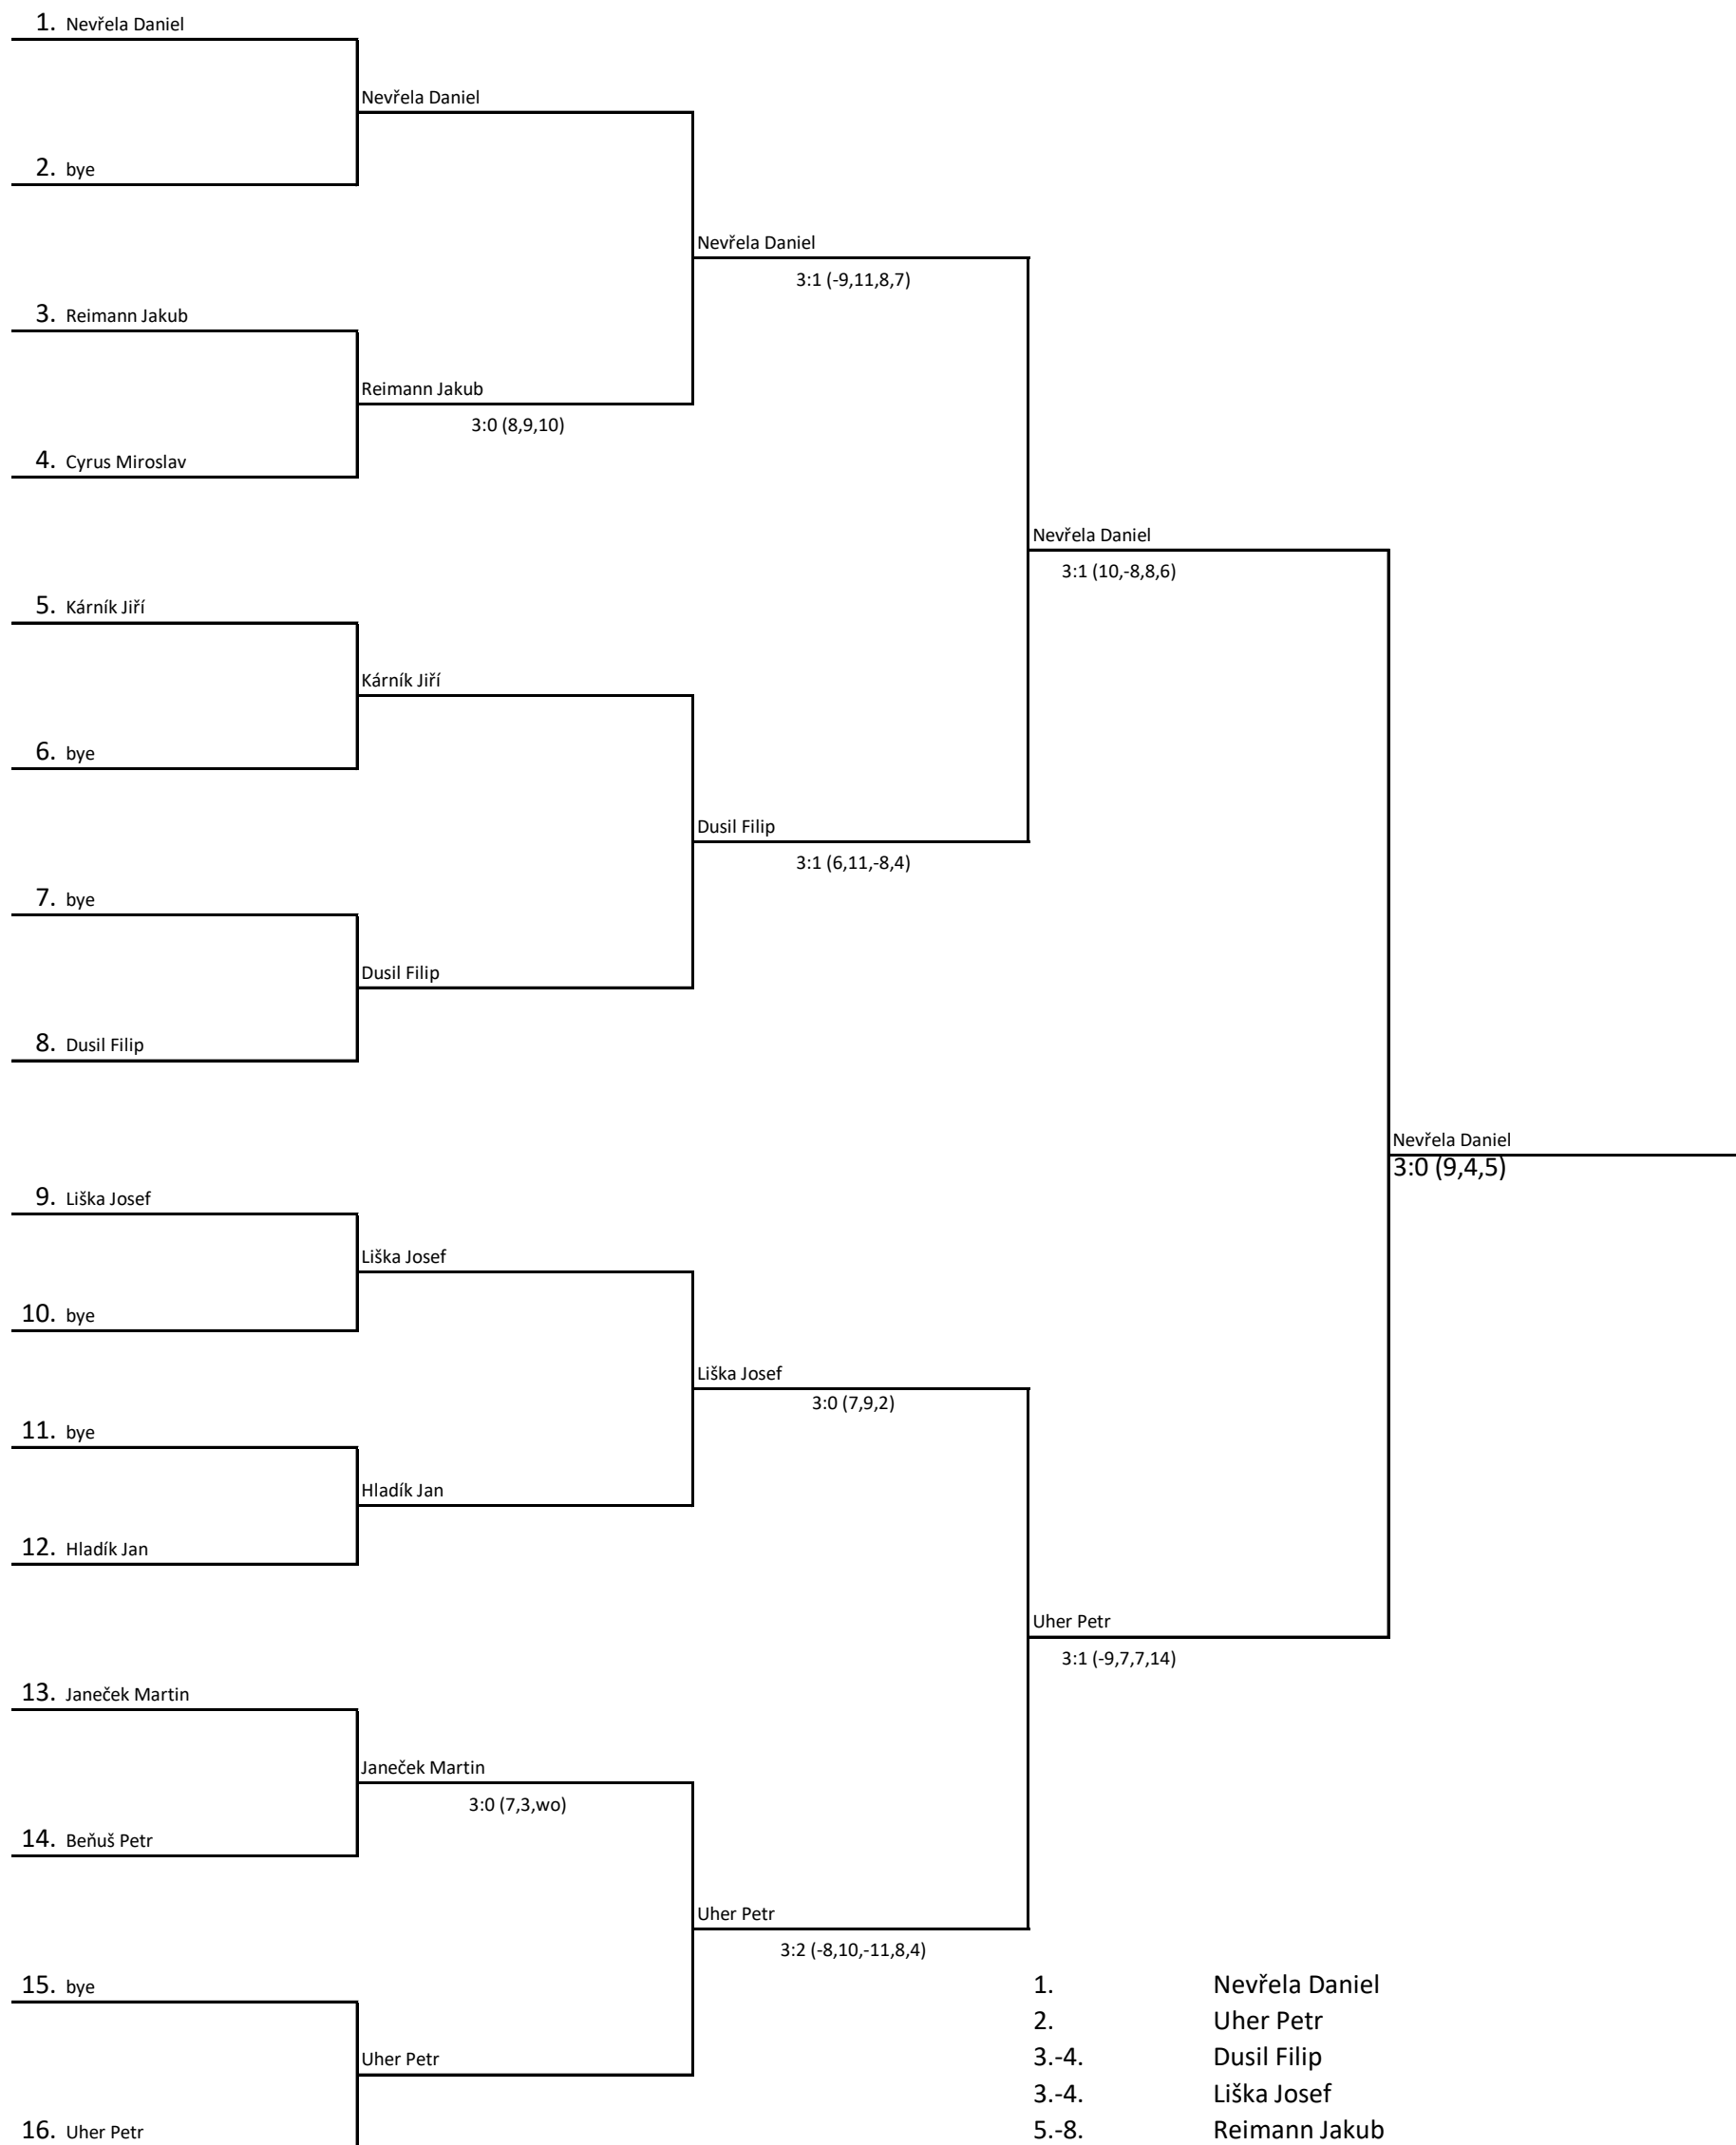 1. Nevřela Daniel
Nevřela Daniel
2. bye
Nevřela Daniel
3:1 (-9,11,8,7)
3. Reimann Jakub
Reimann Jakub
3:0 (8,9,10)
4. Cyrus Miroslav
Nevřela Daniel
3:1 (10,-8,8,6)
5. Kárník Jiří
Kárník Jiří
6. bye
Dusil Filip
3:1 (6,11,-8,4)
7. bye
Dusil Filip
8. Dusil Filip
Nevřela Daniel
3:0 (9,4,5)
9. Liška Josef
Liška Josef
10. bye
Liška Josef
3:0 (7,9,2)
11. bye
Hladík Jan
12. Hladík Jan
Uher Petr
3:1 (-9,7,7,14)
13. Janeček Martin
Janeček Martin
3:0 (7,3,wo)
14. Beňuš Petr
Uher Petr
3:2 (-8,10,-11,8,4)
15. bye
Uher Petr
16. Uher Petr
1. Nevřela Daniel
2. Uher Petr
3.-4. Dusil Filip
3.-4. Liška Josef
5.-8. Reimann Jakub